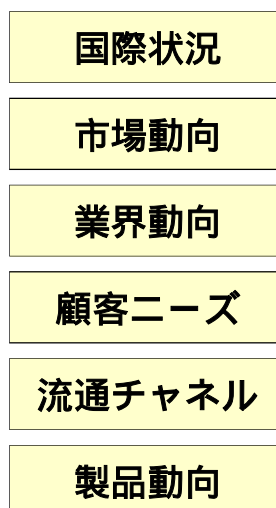 国際状況
市場動向
業界動向
顧客ニーズ
流通チャネル
製品動向